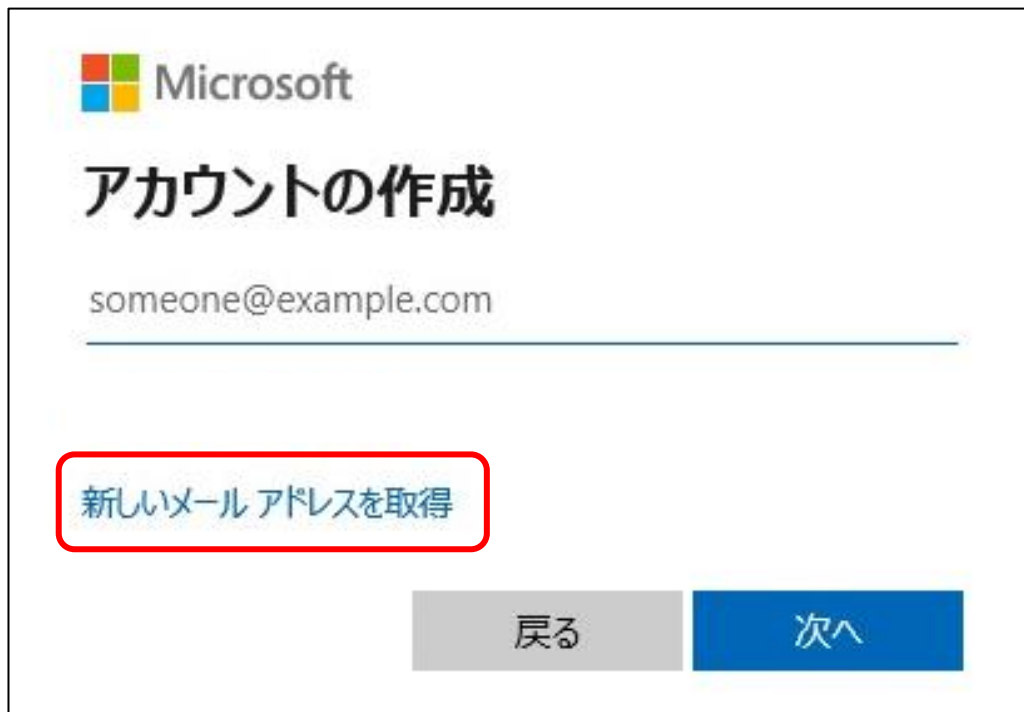 Microsoft
アカウントの作成
someone@example.com
新しいメール アドレスを取得
戻る
次へ